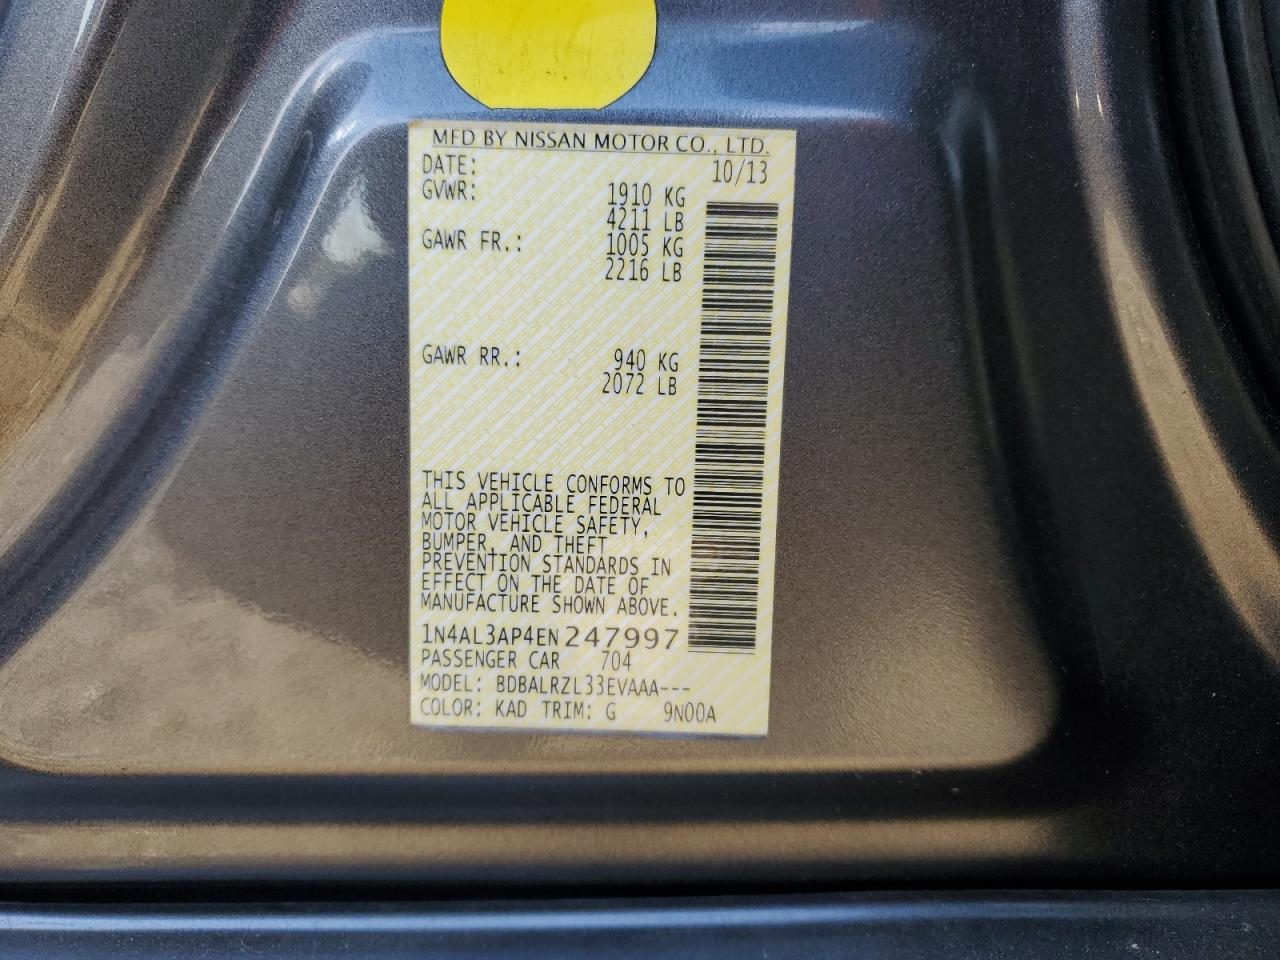 MFD BY NISSAN MOTOR CO., LTD.
DATE: 10/13
GVWR: 1910 KG
4211 LB
GAWR FR.: 1005 KG
2216 LB
GAWR RR.: 940 KG
2072 LB
THIS VEHICLE CONFORMS TO
ALL APPLICABLE FEDERAL
MOTOR VEHICLE SAFETY,
BUMPER, AND THEFT
PREVENTION STANDARDS IN
EFFECT ON THE DATE OF
MANUFACTURE SHOWN ABOVE.
1N4AL3AP4EN247997
PASSENGER CAR 704
MODEL: BDBALRZL33EVAAA---
COLOR: KAD TRIM: G 9N00A